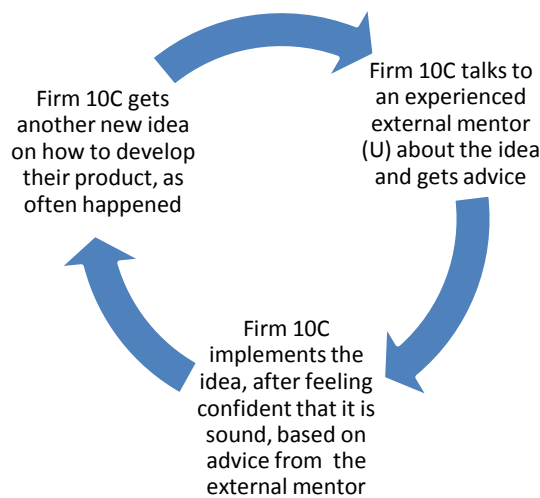 Firm 10C gets
another new idea
on how to develop
their product, as
often happened
Firm 10C talks to
an experienced
external mentor
(U) about the idea
and gets advice
Firm 10C
implements the
idea, after feeling
confident that it is
sound, based on
advice from the
external mentor